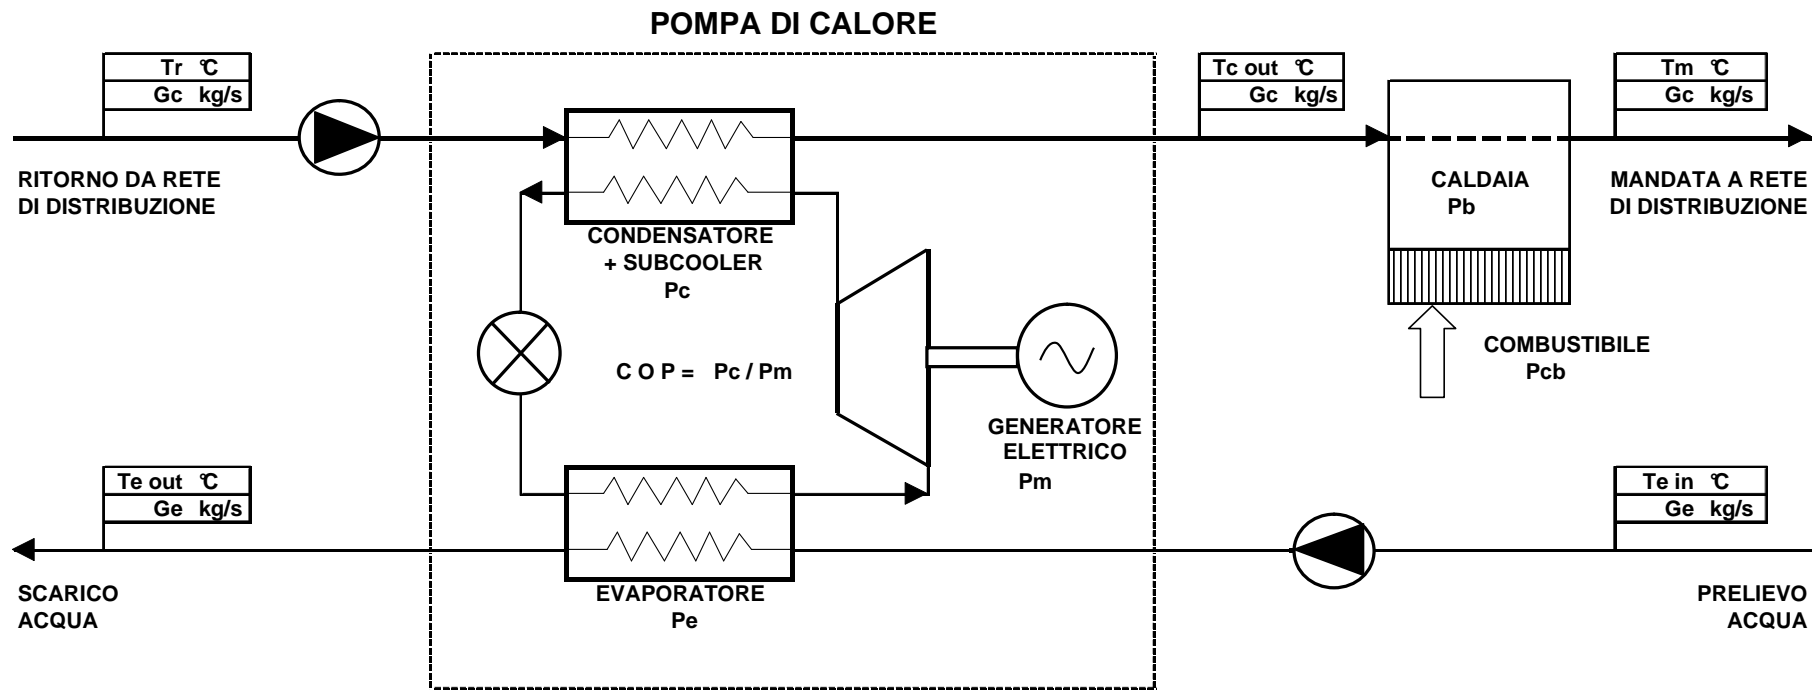 POMPA DI CALORE
Tr °C
Gc kg/s
Tc out °C
Gc kg/s
Tm °C
Gc kg/s
RITORNO DA RETE
DI DISTRIBUZIONE
CALDAIA
Pb
MANDATA A RETE
DI DISTRIBUZIONE
CONDENSATORE
+ SUBCOOLER
Pc
COMBUSTIBILE
Pcb
C O P = Pc / Pm
GENERATORE
ELETTRICO
Pm
Te out °C
Ge kg/s
Te in °C
Ge kg/s
SCARICO
ACQUA
EVAPORATORE
Pe
PRELIEVO
ACQUA